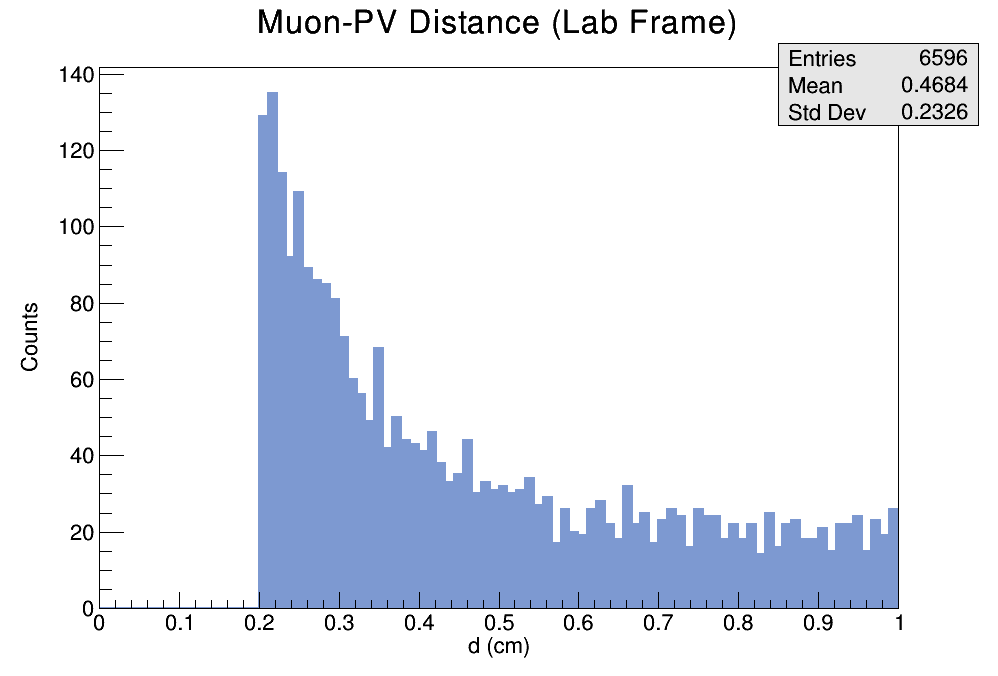 Muon-PV Distance (Lab Frame)
Entries 6596
Mean 0.4684
Std Dev 0.2326
140
120
100
80
60
40
20
0
Counts
0 0.1 0.2 0.3 0.4 0.5 0.6 0.7 0.8 0.9 1
d (cm)